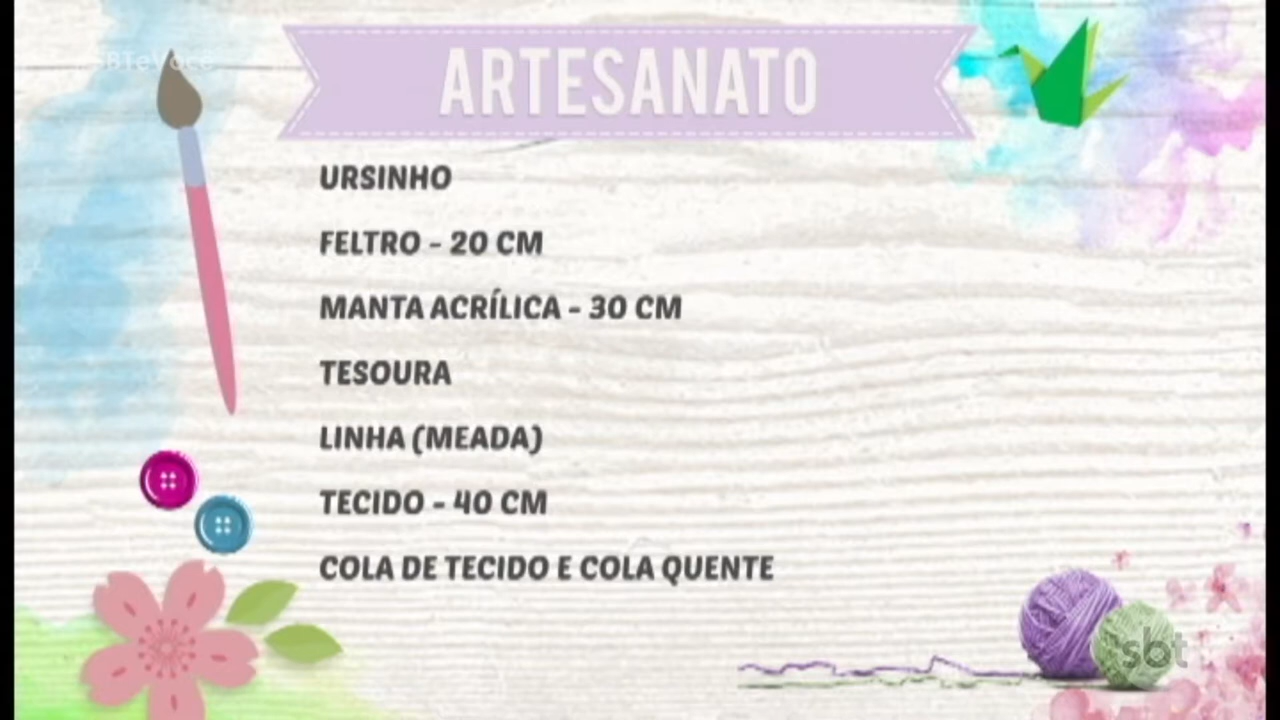 ARTESANATO
URSINHO
FELTRO - 20 CM
MANTA ACRÍLICA - 30 CM
TESOURA
LINHA (MEADA)
TECIDO - 40 CM
COLA DE TECIDO E COLA QUENTE
sbt